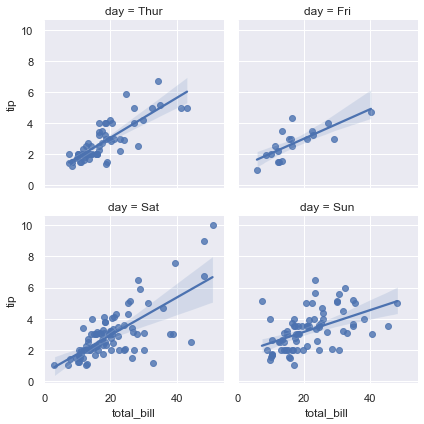 day = Thur
day = Fri
10
8
6
4
2
0
tip
day = Sat
day = Sun
10
8
6
4
2
0
tip
0
20
40
0
20
40
total_bill
total_bill